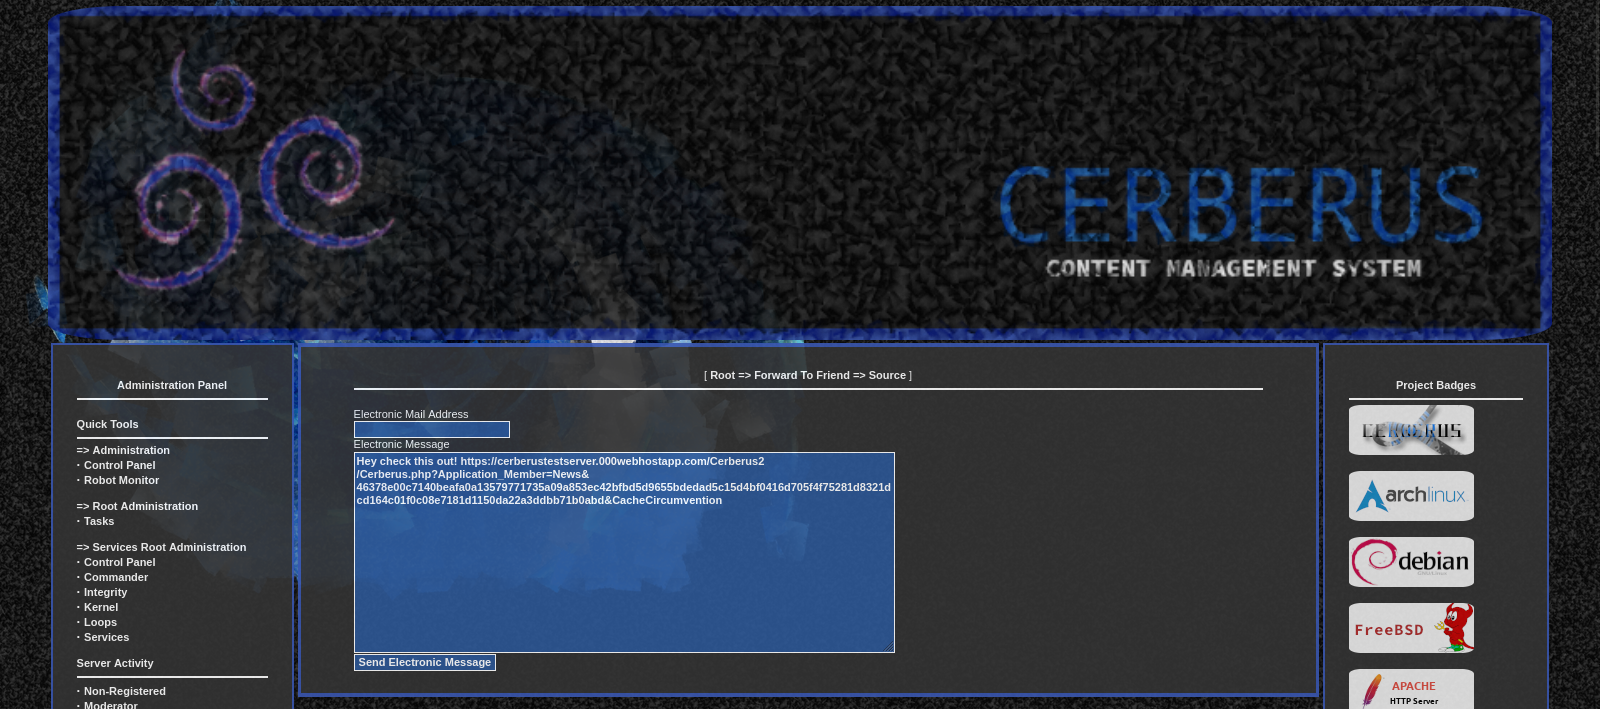 CERBERUS
CONTENT MANAGEMENT SYSTEM
Administration Panel
Quick Tools
=> Administration
· Control Panel
· Robot Monitor
=> Root Administration
· Tasks
=> Services Root Administration
· Control Panel
· Commander
· Integrity
· Kernel
· Loops
· Services
Server Activity
· Non-Registered
· Moderator
[ Root => Forward To Friend => Source ]
Electronic Mail Address
Electronic Message
Hey check this out! https://cerberustestserver.000webhostapp.com/Cerberus2
/Cerberus.php?Application_Member=News&
46378e00c7140beafa0a13579771735a09a853ec42bfbd5d9655bdedad5c15d4bf0416d705f4f75281d8321d
cd164c01f0c08e7181d1150da22a3ddbb71b0abd&CacheCircumvention
Send Electronic Message
Project Badges
CERBERUS
archlinux
debian
FreeBSD
APACHE
HTTP Server